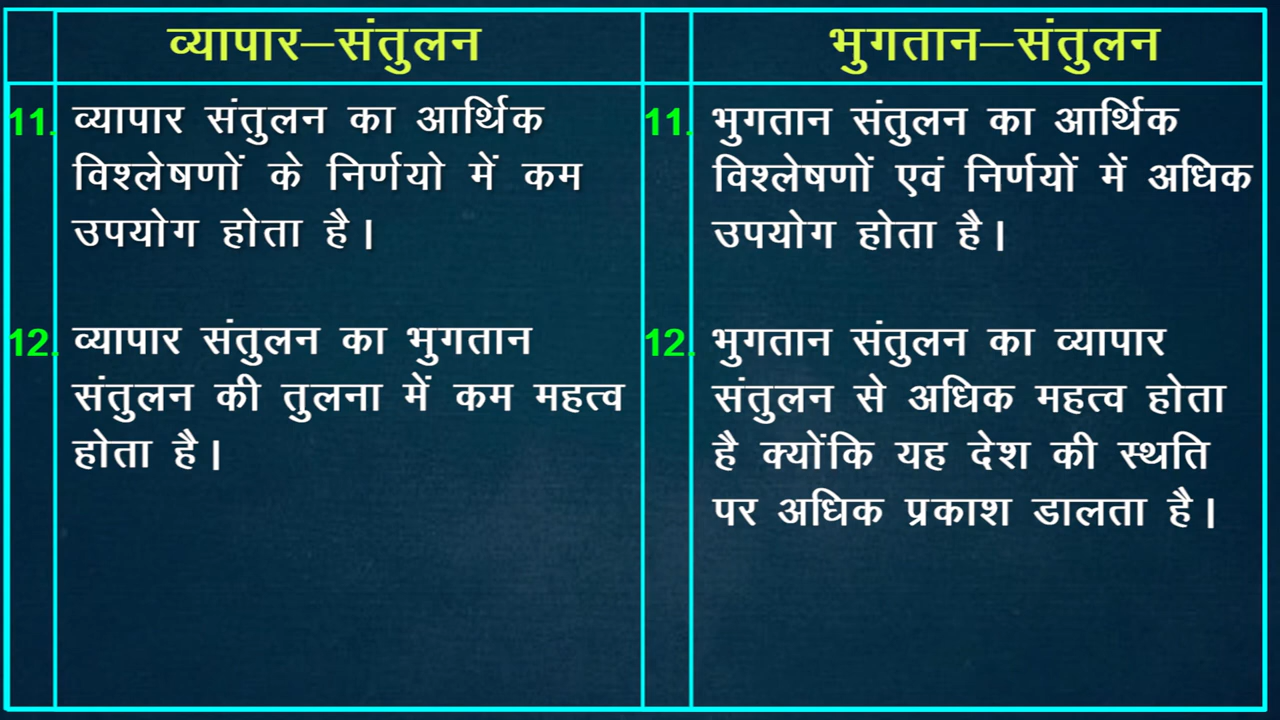 व्यापार–संतुलन
भुगतान–संतुलन
11. व्यापार संतुलन का आर्थिक
विश्लेषणों के निर्णयो में कम
उपयोग होता है।
11. भुगतान संतुलन का आर्थिक
विश्लेषणों एवं निर्णयों में अधिक
उपयोग होता है।
12. व्यापार संतुलन का भुगतान
संतुलन की तुलना में कम महत्व
होता है।
12. भुगतान संतुलन का व्यापार
संतुलन से अधिक महत्व होता
है क्योंकि यह देश की स्थति
पर अधिक प्रकाश डालता है।